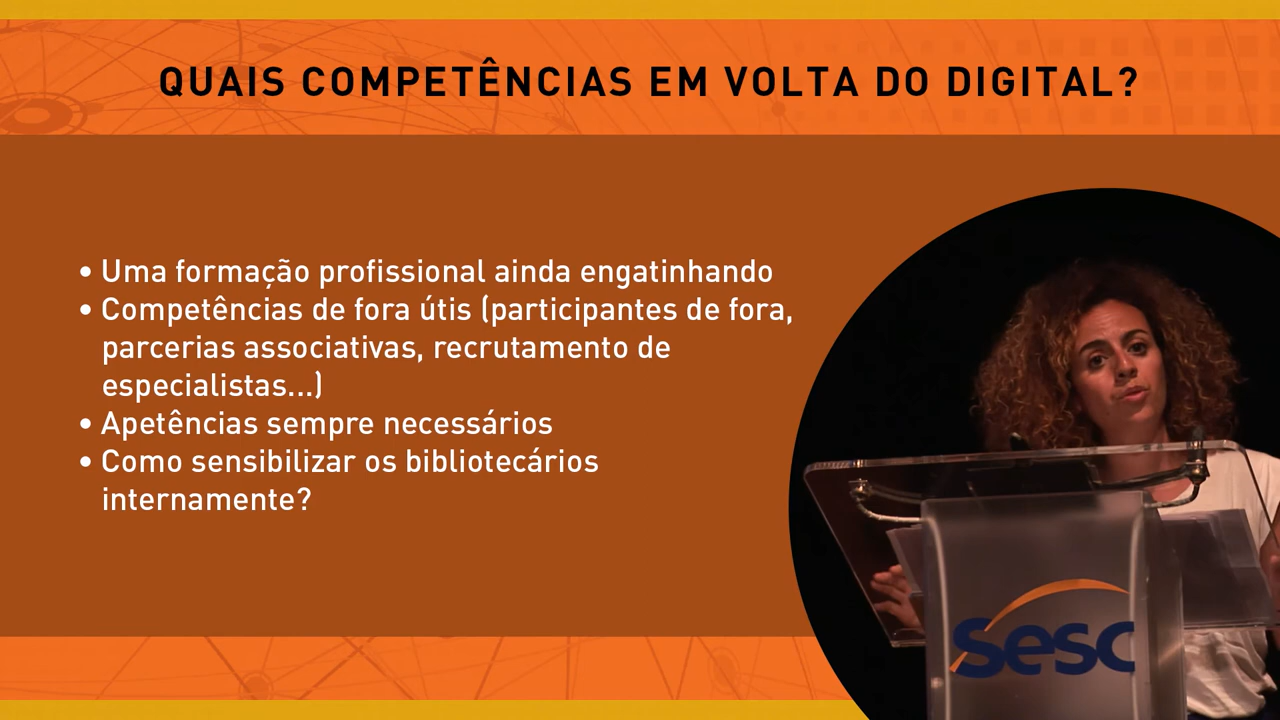 QUAIS COMPETÊNCIAS EM VOLTA DO DIGITAL?
• Uma formação profissional ainda engatinhando
• Competências de fora útis (participantes de fora,
parcerias associativas, recrutamento de
especialistas...)
• Apetências sempre necessários
• Como sensibilizar os bibliotecários
internamente?
sesc